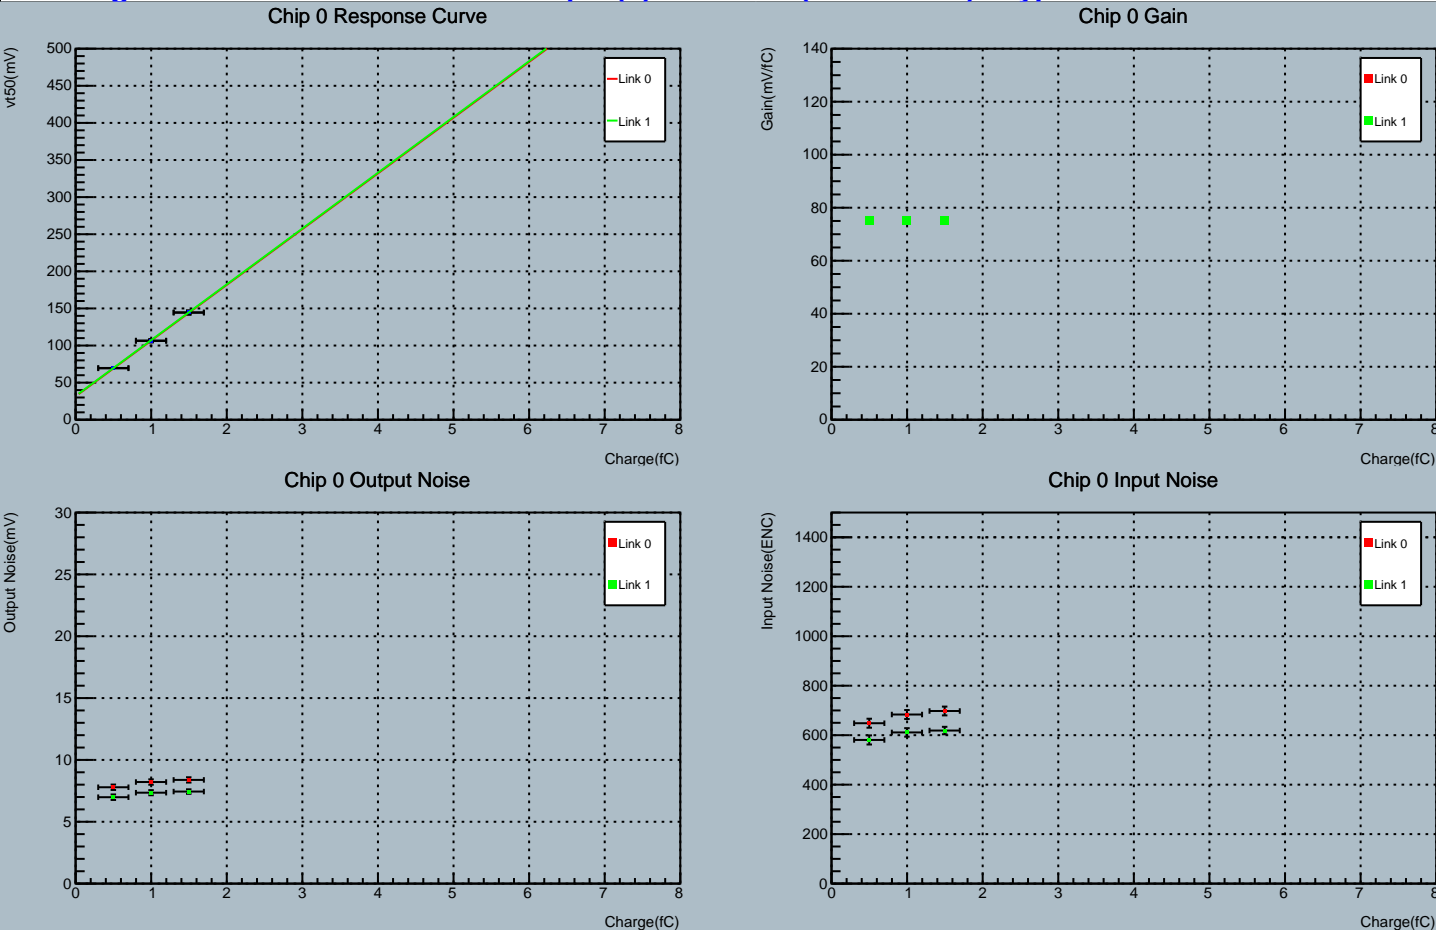 Chip 0 Response Curve
vt50(mV)
500
450
400
350
300
250
200
150
100
50
0
0 1 2 3 4 5 6 7 8
Charge(fC)
Link 0
Link 1
Chip 0 Gain
Gain(mV/fC)
140
120
100
80
60
40
20
0
0 1 2 3 4 5 6 7 8
Charge(fC)
Link 0
Link 1
Chip 0 Output Noise
Output Noise(mV)
30
25
20
15
10
5
0
0 1 2 3 4 5 6 7 8
Charge(fC)
Link 0
Link 1
Chip 0 Input Noise
Input Noise(ENC)
1400
1200
1000
800
600
400
200
0
0 1 2 3 4 5 6 7 8
Charge(fC)
Link 0
Link 1